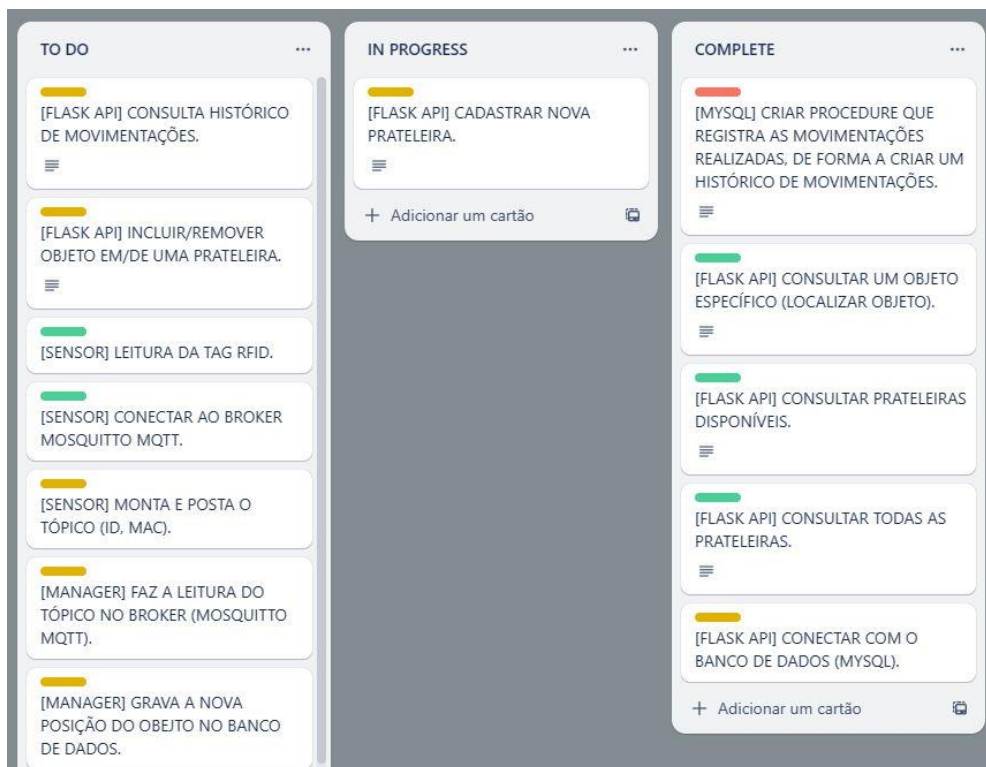 TO DO
[FLASK API] CONSULTA HISTÓRICO
DE MOVIMENTAÇÕES.
[FLASK API] INCLUIR/REMOVER
OBJETO EM/DE UMA PRATELEIRA.
[SENSOR] LEITURA DA TAG RFID.
[SENSOR] CONECTAR AO BROKER
MOSQUITTO MQTT.
[SENSOR] MONTA E POSTA O
TÓPICO (ID, MAC).
[MANAGER] FAZ A LEITURA DO
TÓPICO NO BROKER (MOSQUITTO
MQTT).
[MANAGER] GRAVA A NOVA
POSIÇÃO DO OBEJTO NO BANCO
DE DADOS.
IN PROGRESS
[FLASK API] CADASTRAR NOVA
PRATELEIRA.
+ Adicionar um cartão
COMPLETE
[MYSQL] CRIAR PROCEDURE QUE
REGISTRA AS MOVIMENTAÇÕES
REALIZADAS, DE FORMA A CRIAR UM
HISTÓRICO DE MOVIMENTAÇÕES.
[FLASK API] CONSULTAR UM OBJETO
ESPECÍFICO (LOCALIZAR OBJETO).
[FLASK API] CONSULTAR PRATELEIRAS
DISPONÍVEIS.
[FLASK API] CONSULTAR TODAS AS
PRATELEIRAS.
[FLASK API] CONECTAR COM O
BANCO DE DADOS (MYSQL).
+ Adicionar um cartão